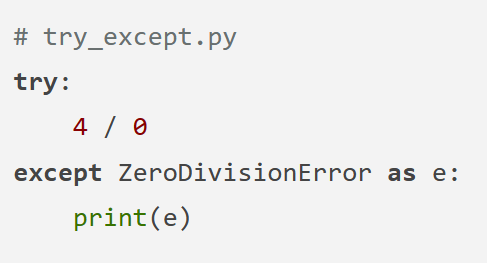 # try_except.py
try:
    4 / 0
except ZeroDivisionError as e:
    print(e)